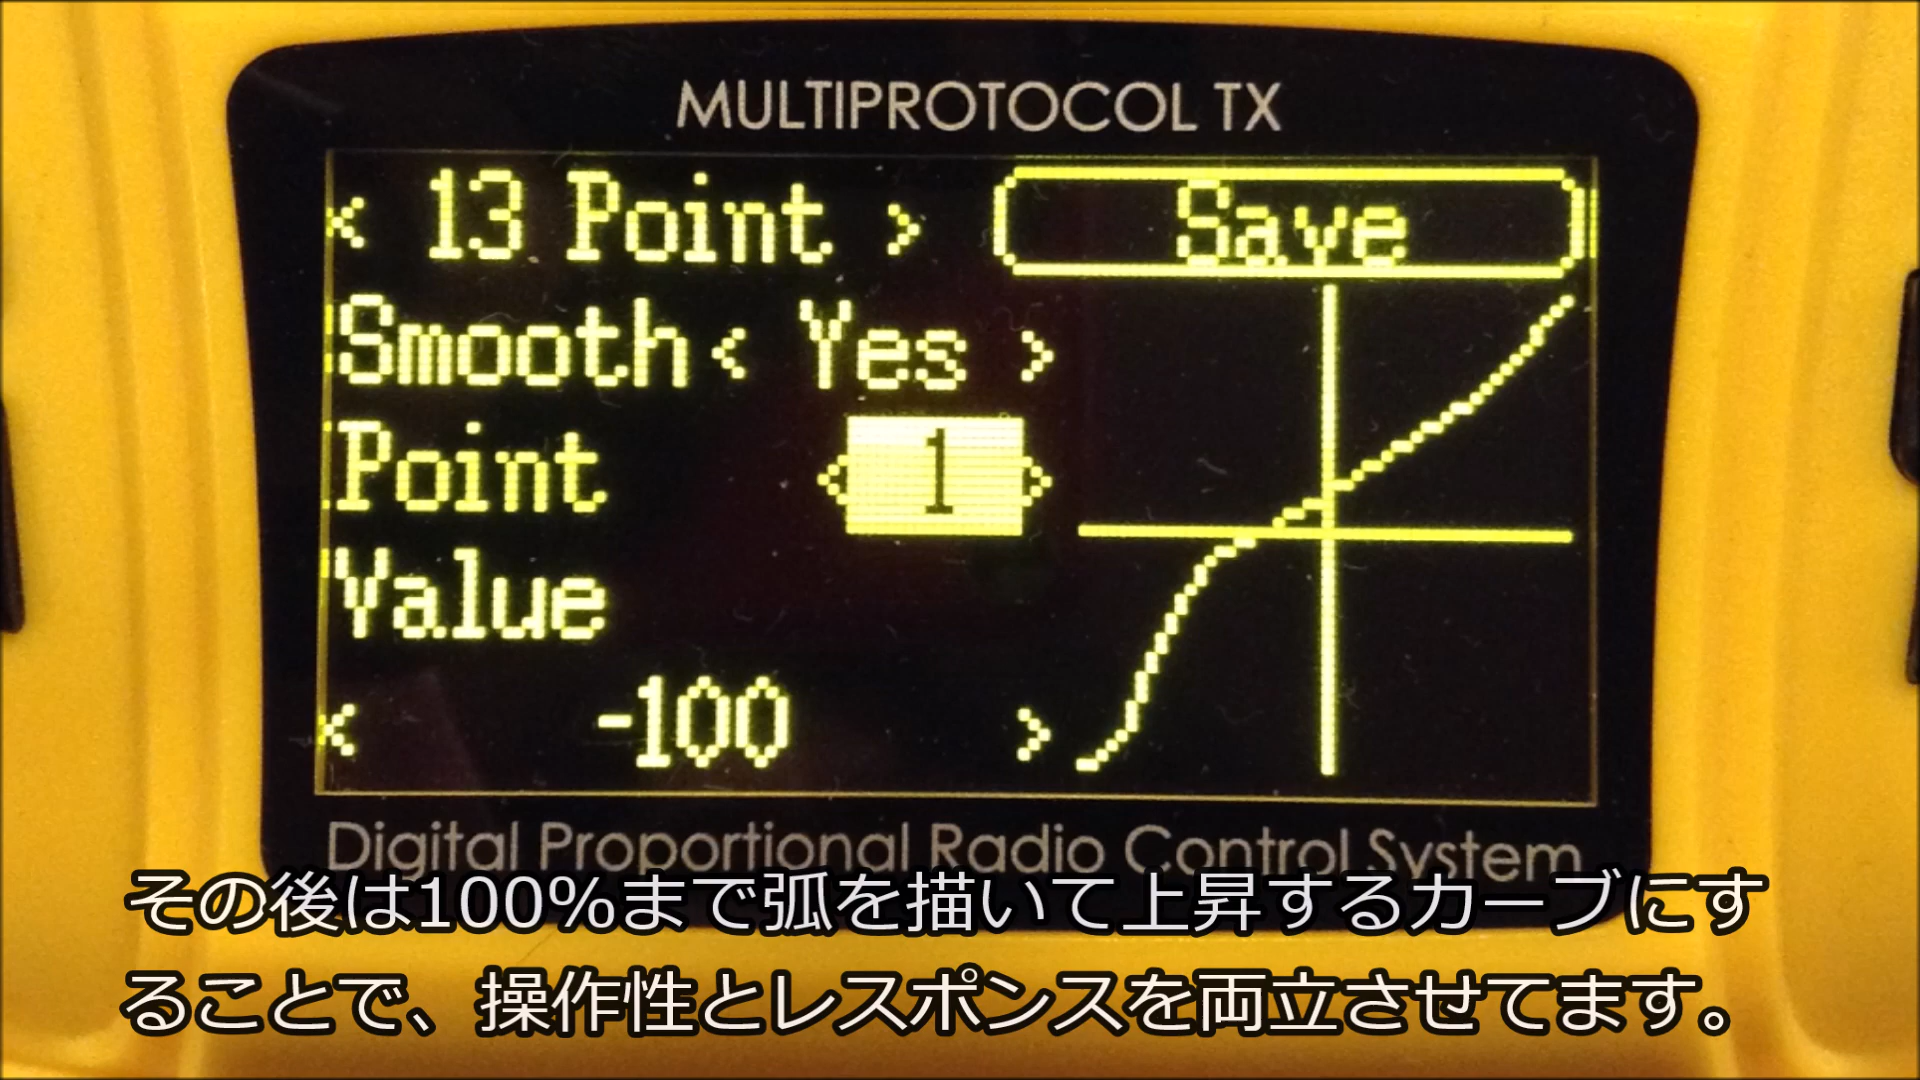 MULTIPROTOCOL TX
< 13 Point > Save
Smooth < Yes >
Point <1>
Value
< -100 >
Digital Proportional Radio Control System
その後は100%まで弧を描いて上昇するカーブにす
ることで、操作性とレスポンスを両立させてます。